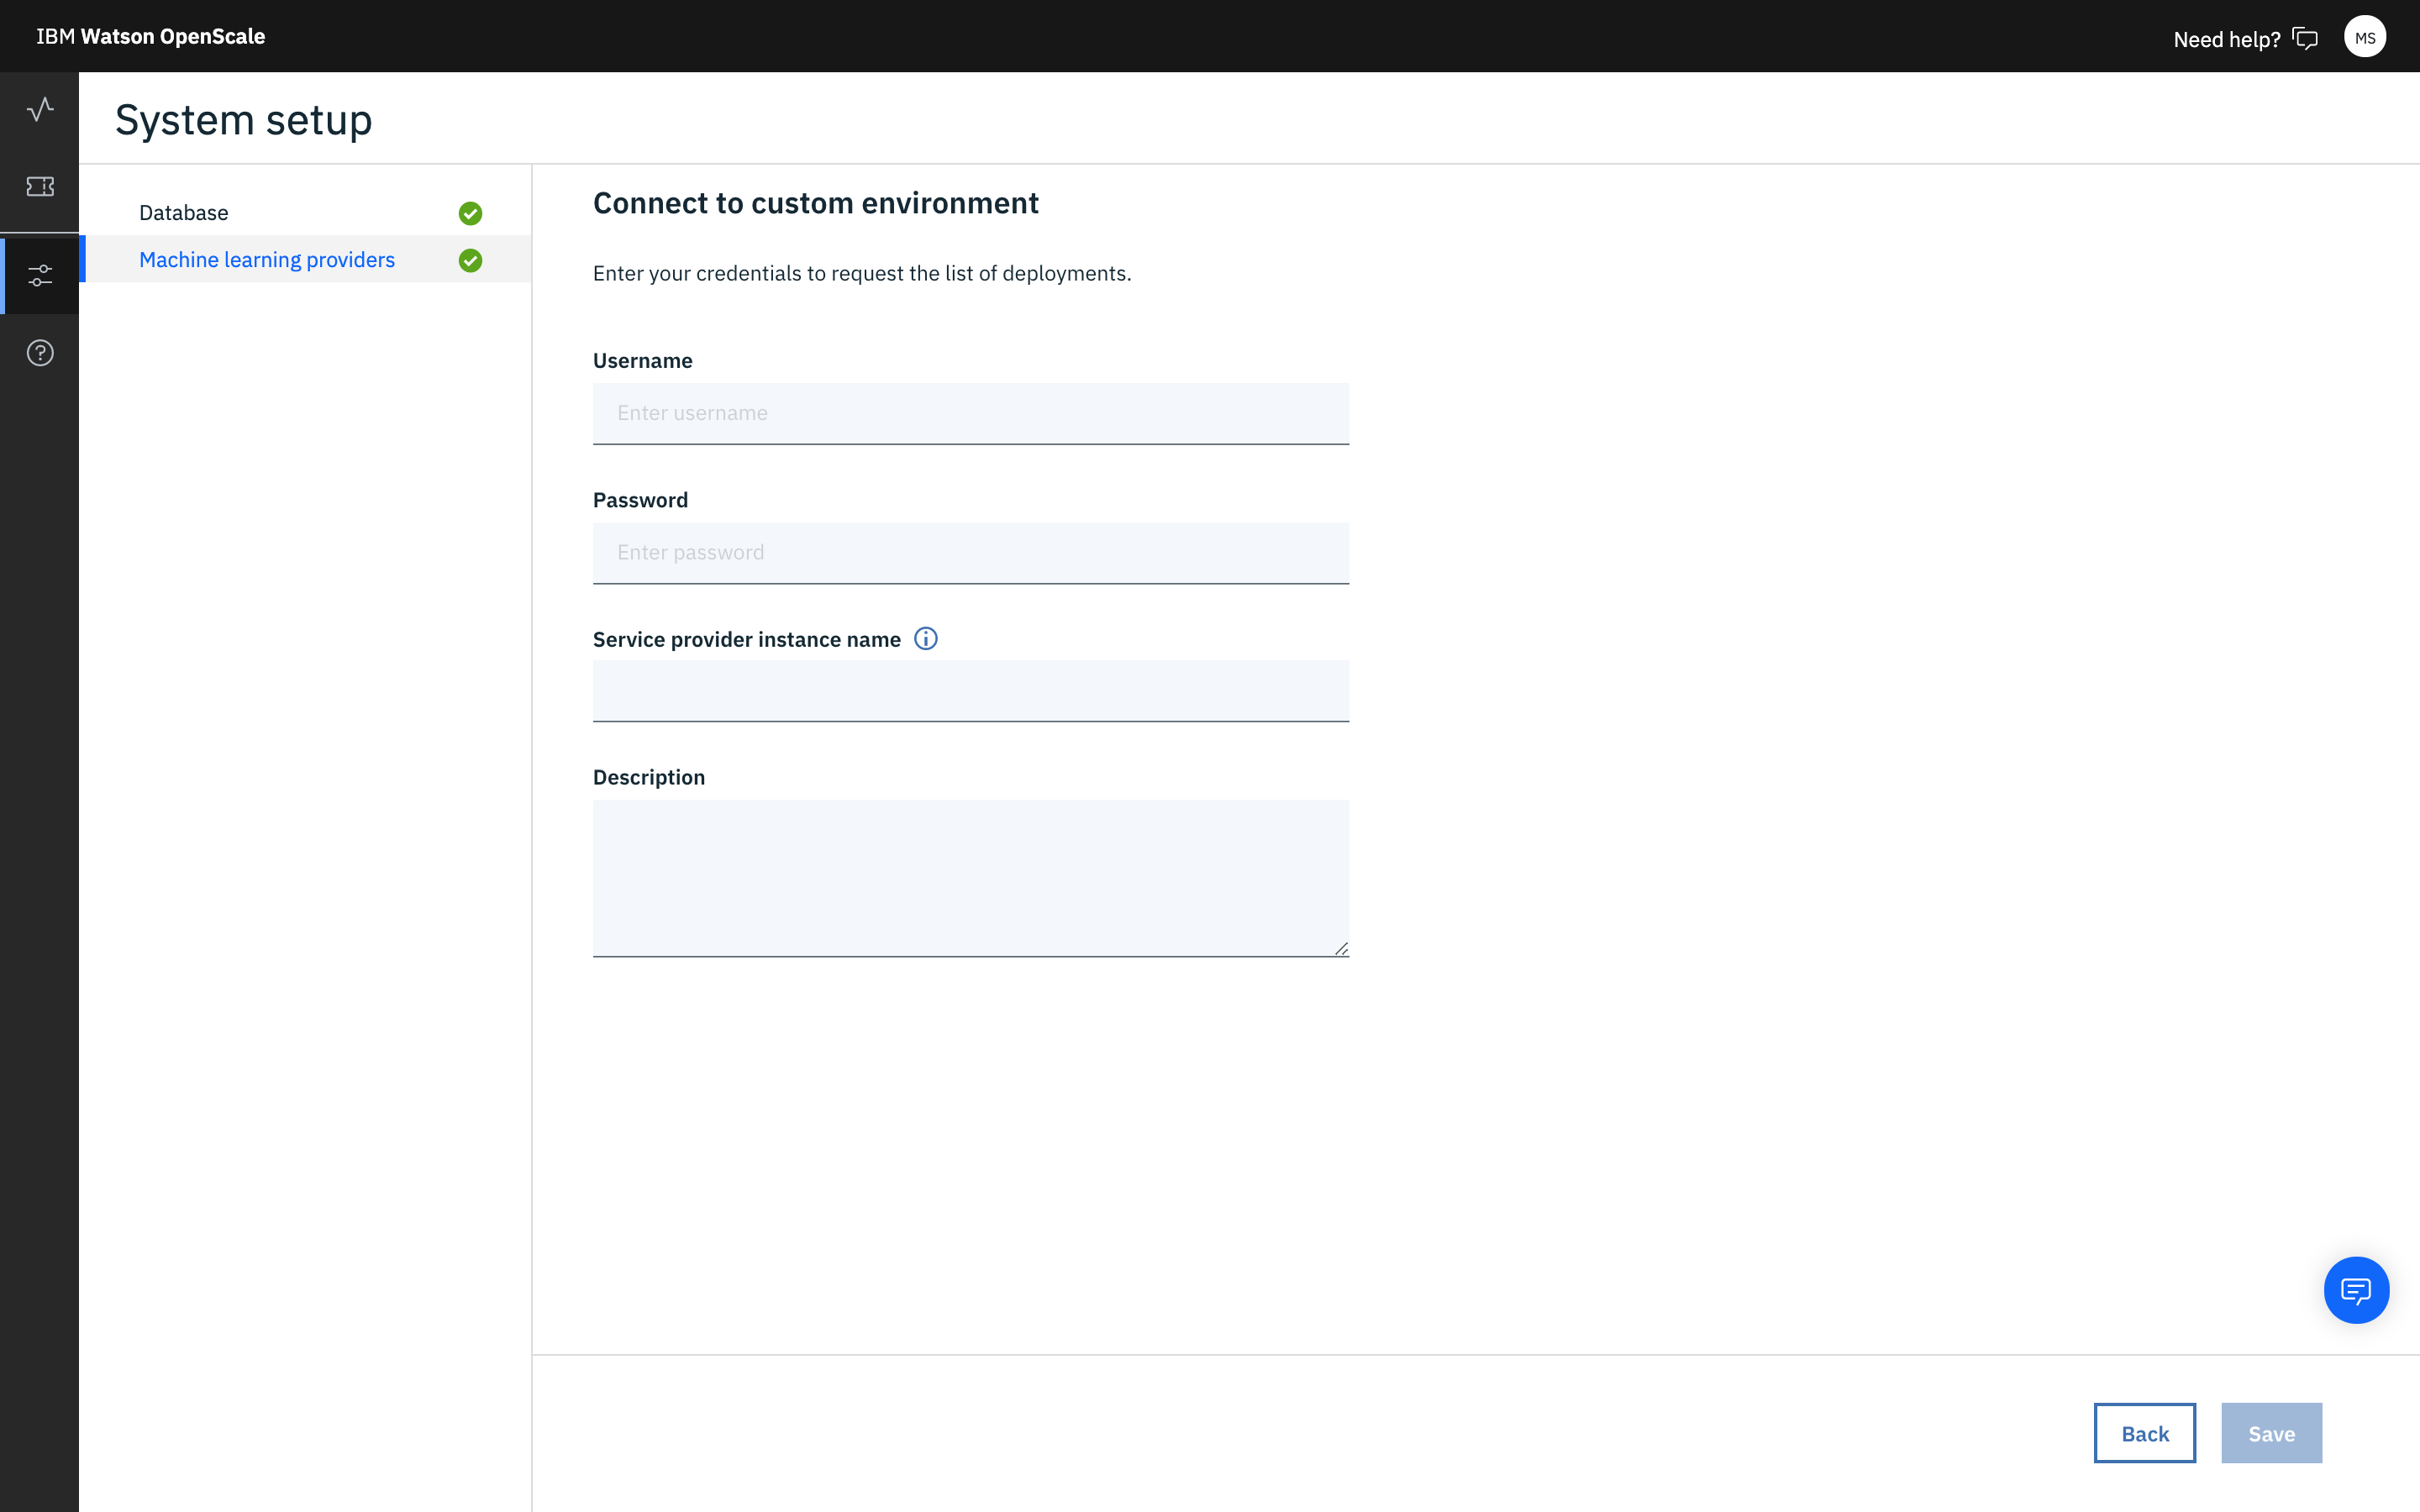 IBM Watson OpenScale
Need help?
MS
System setup
Database
Machine learning providers
Connect to custom environment
Enter your credentials to request the list of deployments.
Username
Enter username
Password
Enter password
Service provider instance name
Description
Back
Save